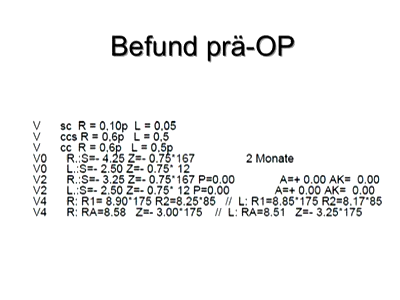 Befund prä-OP
V sc R = 0,10p L = 0,05
V ccs R = 0,6p L = 0,5
V cc R = 0,6p L = 0,5p
V0 R.:S=- 4.25 Z=- 0.75*167 2 Monate
V0 L.:S=- 2.50 Z=- 0.75* 12
V2 R.:S=- 3.25 Z=- 0.75*167 P=0.00 A=+ 0.00 AK= 0.00
V2 L.:S=- 2.50 Z=- 0.75* 12 P=0.00 A=+ 0.00 AK= 0.00
V4 R: R1= 8.90*175 R2=8.25*85 // L: R1=8.85*175 R2=8.17*85
V4 R: RA=8.58 Z=- 3.00*175 // L: RA=8.51 Z=- 3.25*175